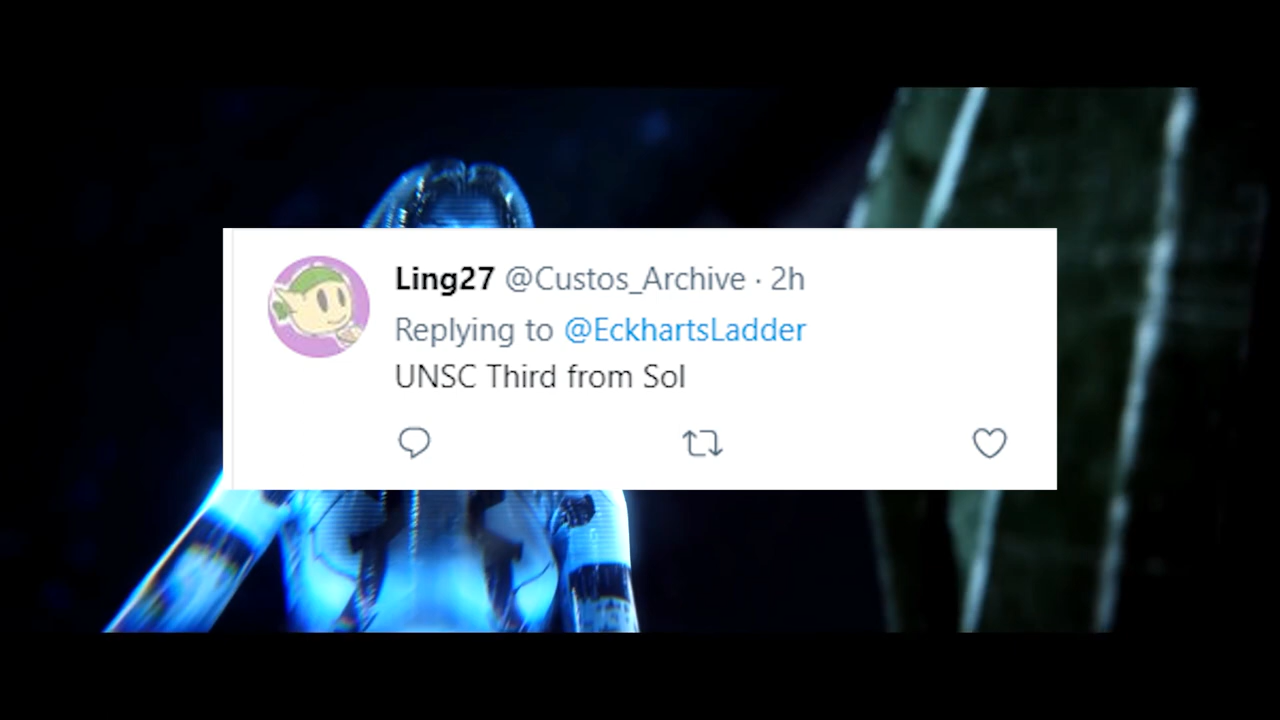 Ling27 @Custos_Archive · 2h
Replying to @EckhartsLadder
UNSC Third from Sol